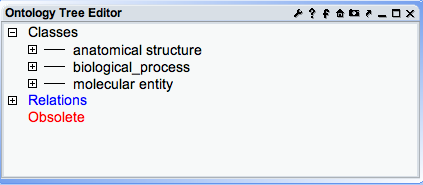 Ontology Tree Editor
Classes
anatomical structure
biological_process
molecular entity
Relations
Obsolete